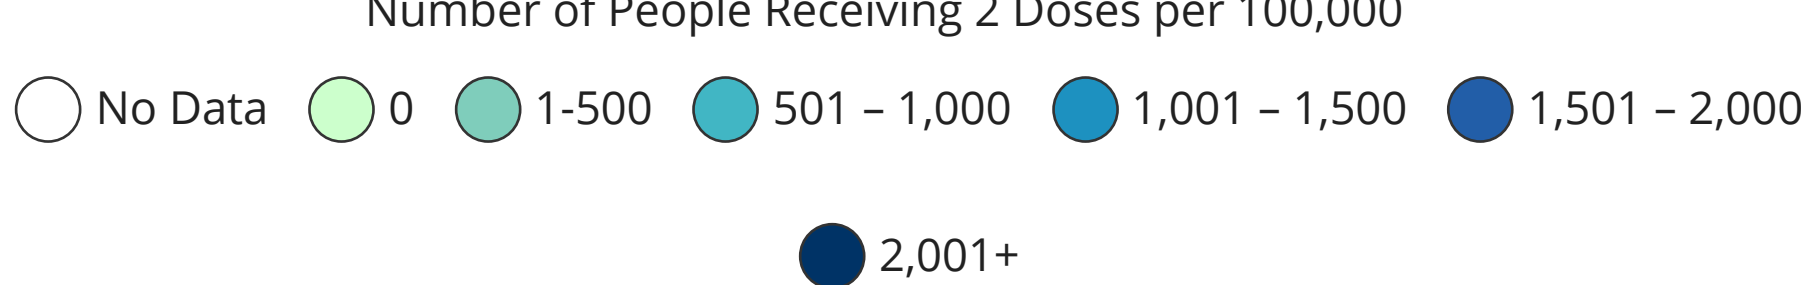 Number of People Receiving 2 Doses per 100,000
No Data 0 1-500 501 – 1,000 1,001 – 1,500 1,501 – 2,000
2,001+